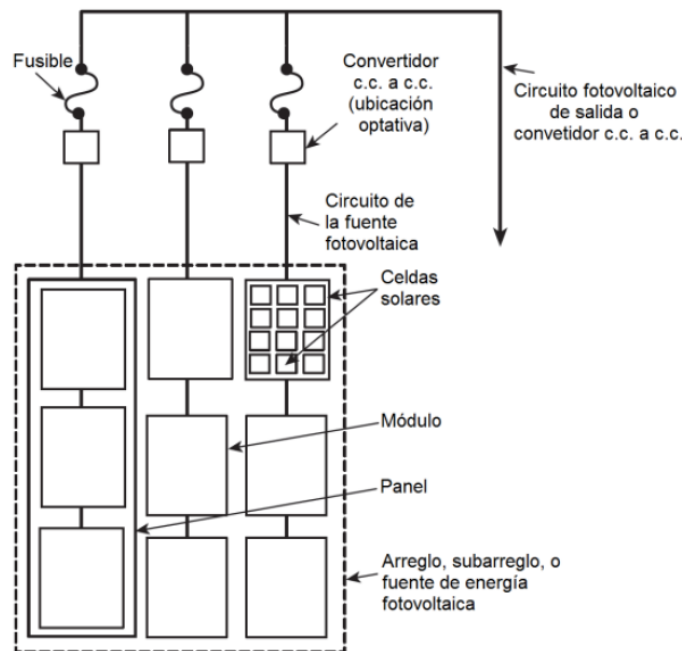 Fusible
Convertidor
c.c. a c.c.
(ubicación
optativa)
Circuito fotovoltaico
de salida o
convetidor c.c. a c.c.
Circuito de
la fuente
fotovoltaica
Celdas
solares
Módulo
Panel
Arreglo, subarreglo, o
fuente de energía
fotovoltaica